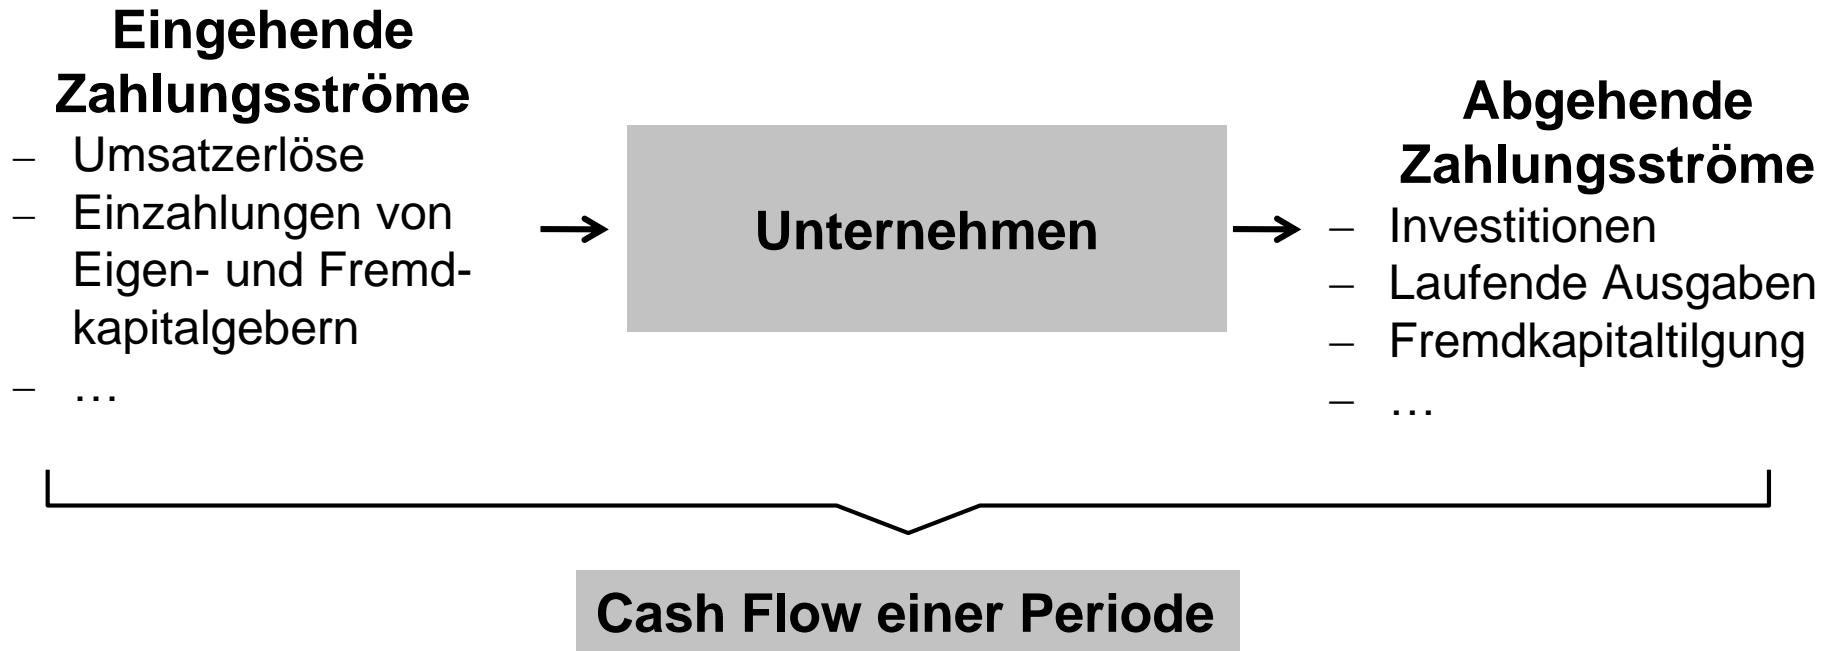 Eingehende
Zahlungsströme
– Umsatzerlöse
– Einzahlungen von
Eigen- und Fremd-
kapitalgebern
– …
Unternehmen
Abgehende
Zahlungsströme
– Investitionen
– Laufende Ausgaben
– Fremdkapitaltilgung
– …
Cash Flow einer Periode